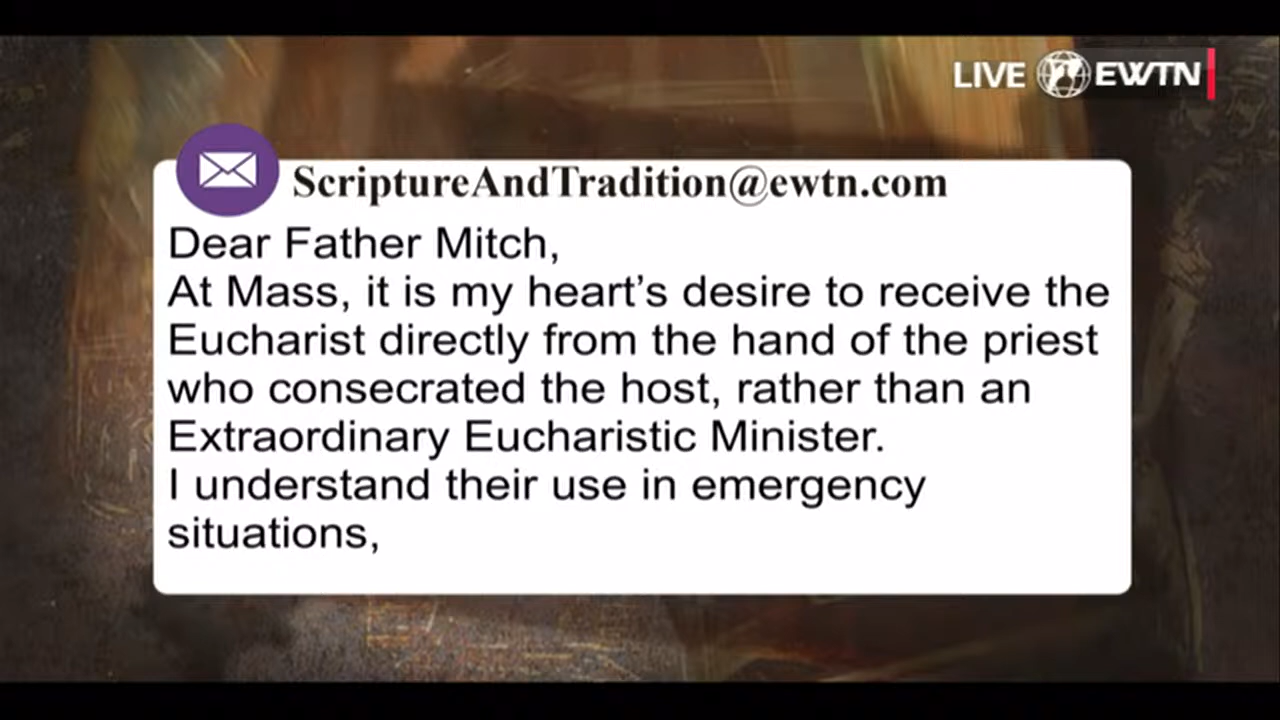 LIVE EWTN
ScriptureAndTradition@ewtn.com
Dear Father Mitch,
At Mass, it is my heart’s desire to receive the
Eucharist directly from the hand of the priest
who consecrated the host, rather than an
Extraordinary Eucharistic Minister.
I understand their use in emergency
situations,